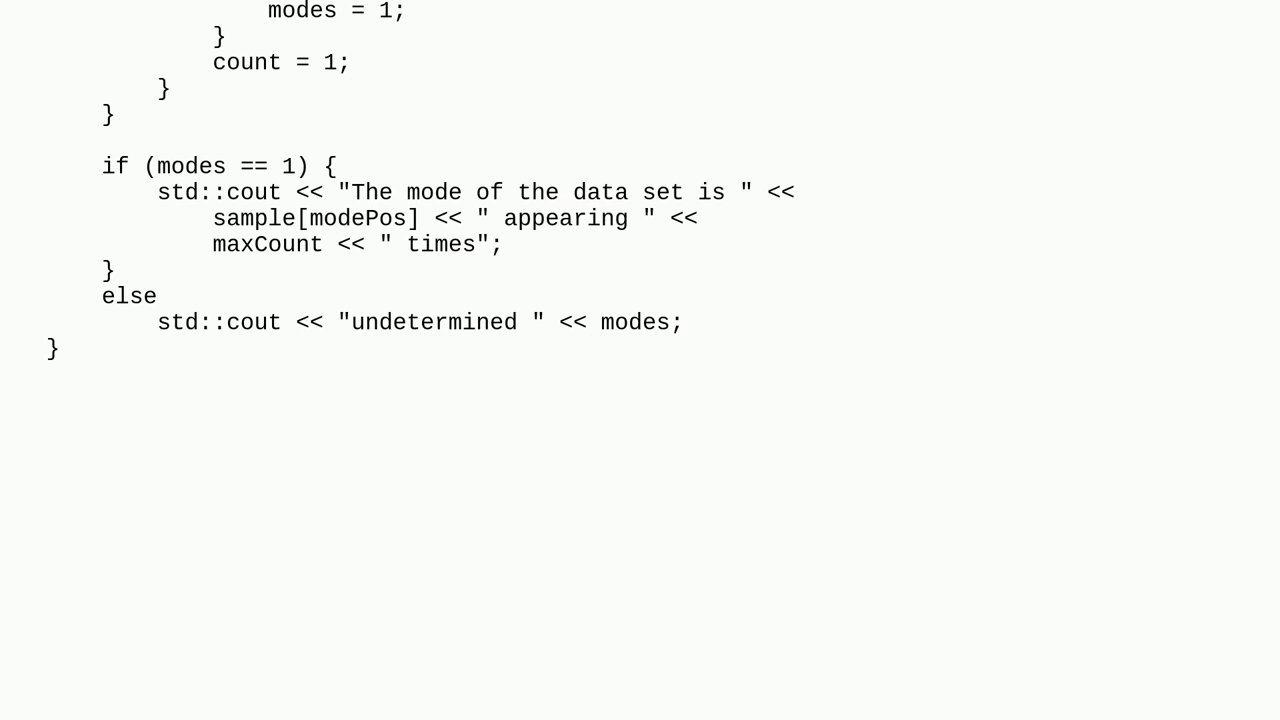 modes = 1;
            }
            count = 1;
        }
    }

    if (modes == 1) {
        std::cout << "The mode of the data set is " <<
            sample[modePos] << " appearing " <<
            maxCount << " times";
    }
    else
        std::cout << "undetermined " << modes;
}